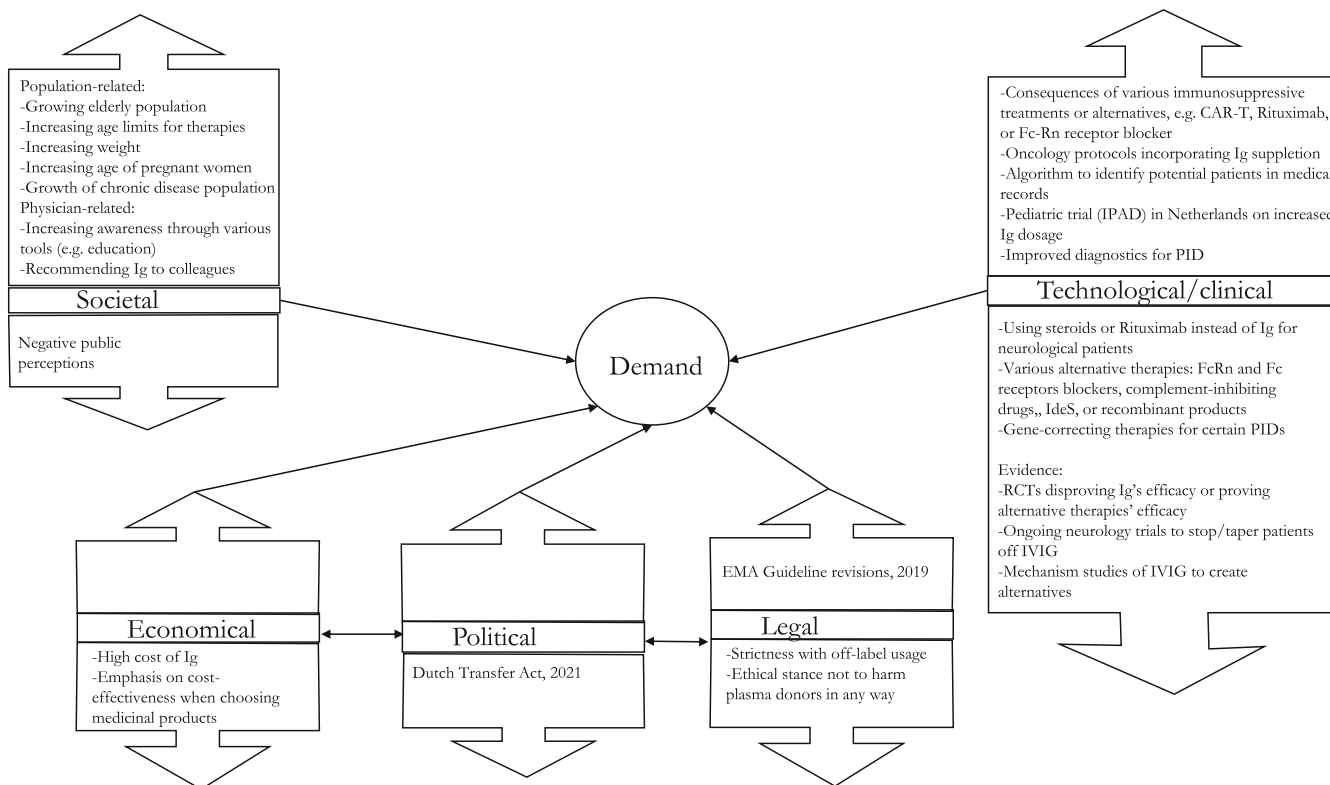 Population-related:
-Growing elderly population
-Increasing age limits for therapies
-Increasing weight
-Increasing age of pregnant women
-Growth of chronic disease population
Physician-related:
-Increasing awareness through various
tools (e.g. education)
-Recommending Ig to colleagues
Societal
Negative public
perceptions
-Consequences of various immunosuppressive
treatments or alternatives, e.g. CAR-T, Rituximab,
or Fc-Rn receptor blocker
-Oncology protocols incorporating Ig suppletion
-Algorithm to identify potential patients in medical
records
-Pediatric trial (IPAD) in Netherlands on increased
Ig dosage
-Improved diagnostics for PID
Technological/clinical
-Using steroids or Rituximab instead of Ig for
neurological patients
-Various alternative therapies: FcRn and Fc
receptors blockers, complement-inhibiting
drugs,, IdeS, or recombinant products
-Gene-correcting therapies for certain PIDs
Evidence:
-RCTs disproving Ig's efficacy or proving
alternative therapies' efficacy
-Ongoing neurology trials to stop/taper patients
off IVIG
-Mechanism studies of IVIG to create
alternatives
Demand
Economical
-High cost of Ig
-Emphasis on cost-
effectiveness when choosing
medicinal products
Political
Dutch Transfer Act, 2021
EMA Guideline revisions, 2019
Legal
-Strictness with off-label usage
-Ethical stance not to harm
plasma donors in any way